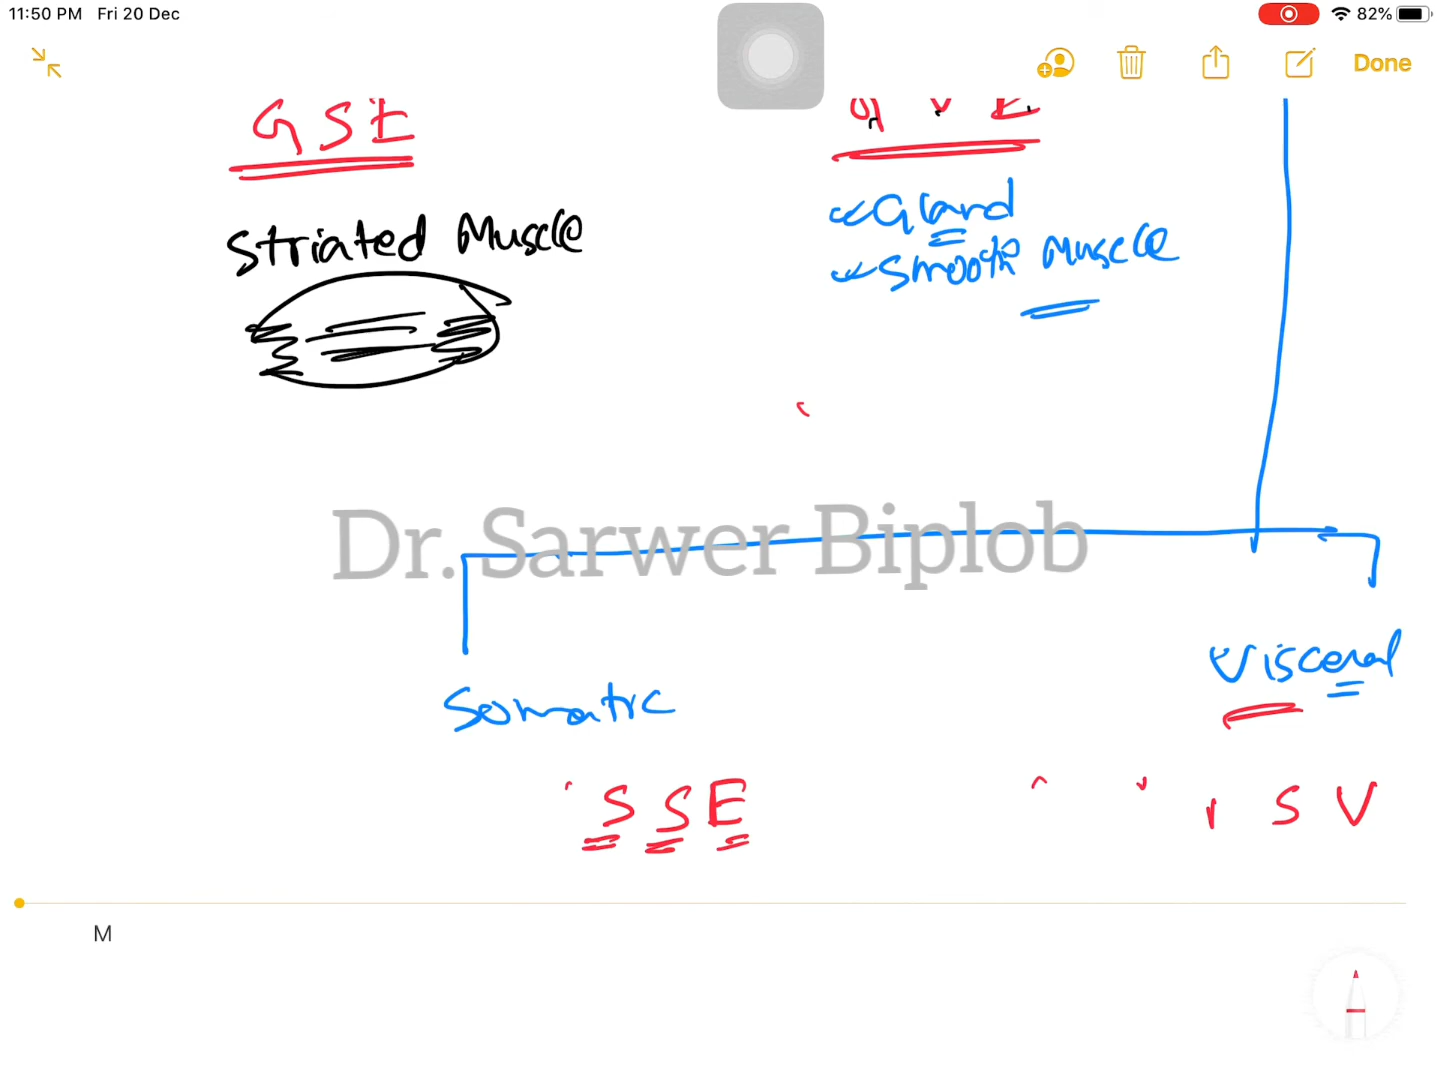 11:50 PM Fri 20 Dec
82%
Done
GSE
GVE
Striated Muscle
Gland
Smooth Muscle
Dr. Sarwer Biplob
Visceral
Somatic
SSE
SV
M